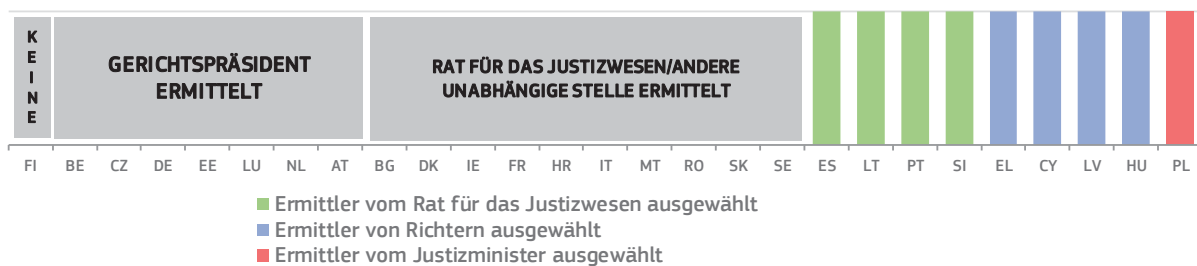 KEINE
GERICHTSPRÄSIDENT
ERMITTELT
RAT FÜR DAS JUSTIZWESEN/ANDERE
UNABHÄNGIGE STELLE ERMITTELT
FI BE CZ DE EE LU NL AT BG DK IE FR HR IT MT RO SK SE ES LT PT SI EL CY LV HU PL
Ermittler vom Rat für das Justizwesen ausgewählt
Ermittler von Richtern ausgewählt
Ermittler vom Justizminister ausgewählt